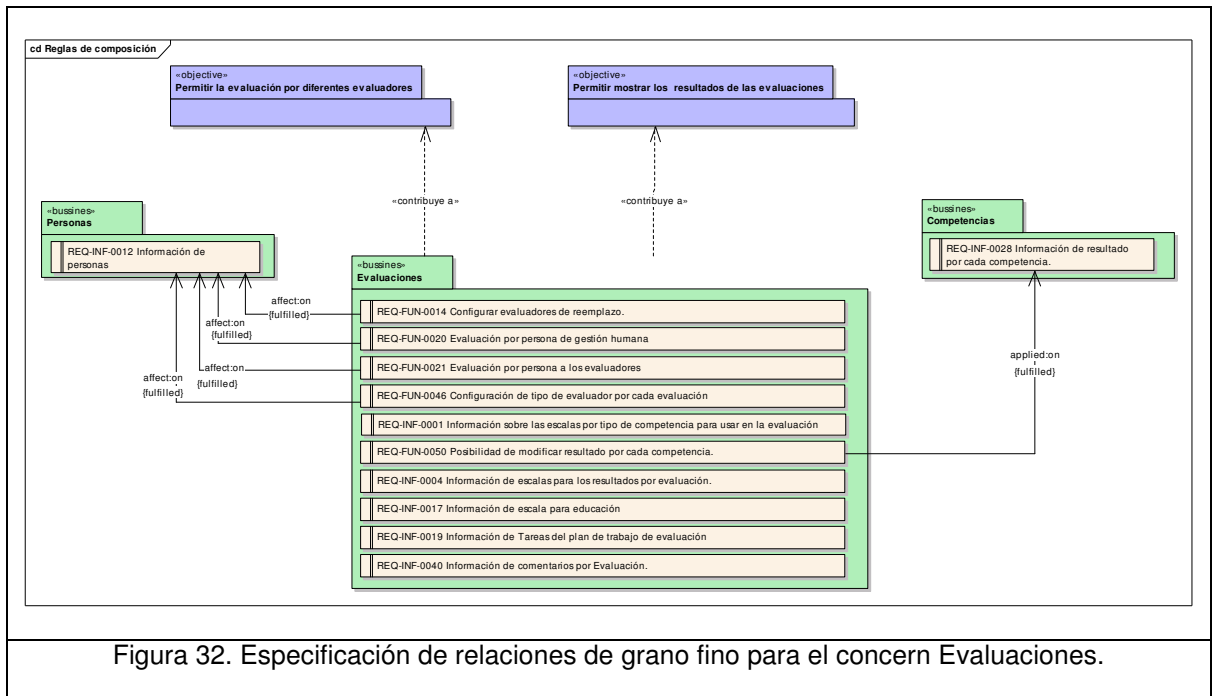 cd Reglas de composición
«objective»
Permitir la evaluación por diferentes evaluadores
«objective»
Permitir mostrar los resultados de las evaluaciones
«contribuye a»
«contribuye a»
«bussines»
Personas
REQ-INF-0012 Información de
personas
«bussines»
Competencias
REQ-INF-0028 Información de resultado
por cada competencia.
«bussines»
Evaluaciones
REQ-FUN-0014 Configurar evaluadores de reemplazo.
REQ-FUN-0020 Evaluación por persona de gestión humana
REQ-FUN-0021 Evaluación por persona a los evaluadores
REQ-FUN-0046 Configuración de tipo de evaluador por cada evaluación
REQ-INF-0001 Información sobre las escalas por tipo de competencia para usar en la evaluación
REQ-FUN-0050 Posibilidad de modificar resultado por cada competencia.
REQ-INF-0004 Información de escalas para los resultados por evaluación.
REQ-INF-0017 Información de escala para educación
REQ-INF-0019 Información de Tareas del plan de trabajo de evaluación
REQ-INF-0040 Información de comentarios por Evaluación.
affect:on
{fulfilled}
affect:on
{fulfilled}
affect:on
{fulfilled}
affect:on
{fulfilled}
applied:on
{fulfilled}
Figura 32. Especificación de relaciones de grano fino para el concern Evaluaciones.